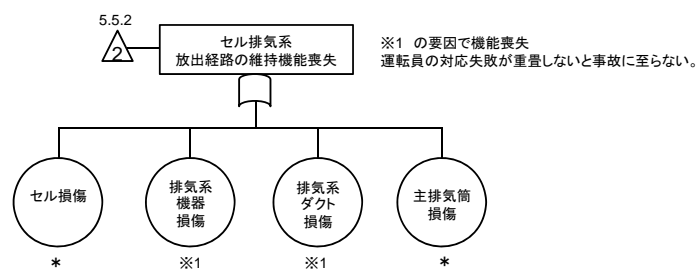 5.5.2
2
セル排気系
放出経路の維持機能喪失
※1 の要因で機能喪失
運転員の対応失敗が重畳しないと事故に至らない。
セル損傷
排気系
機器
損傷
排気系
ダクト
損傷
主排気筒
損傷
*
※1
※1
*